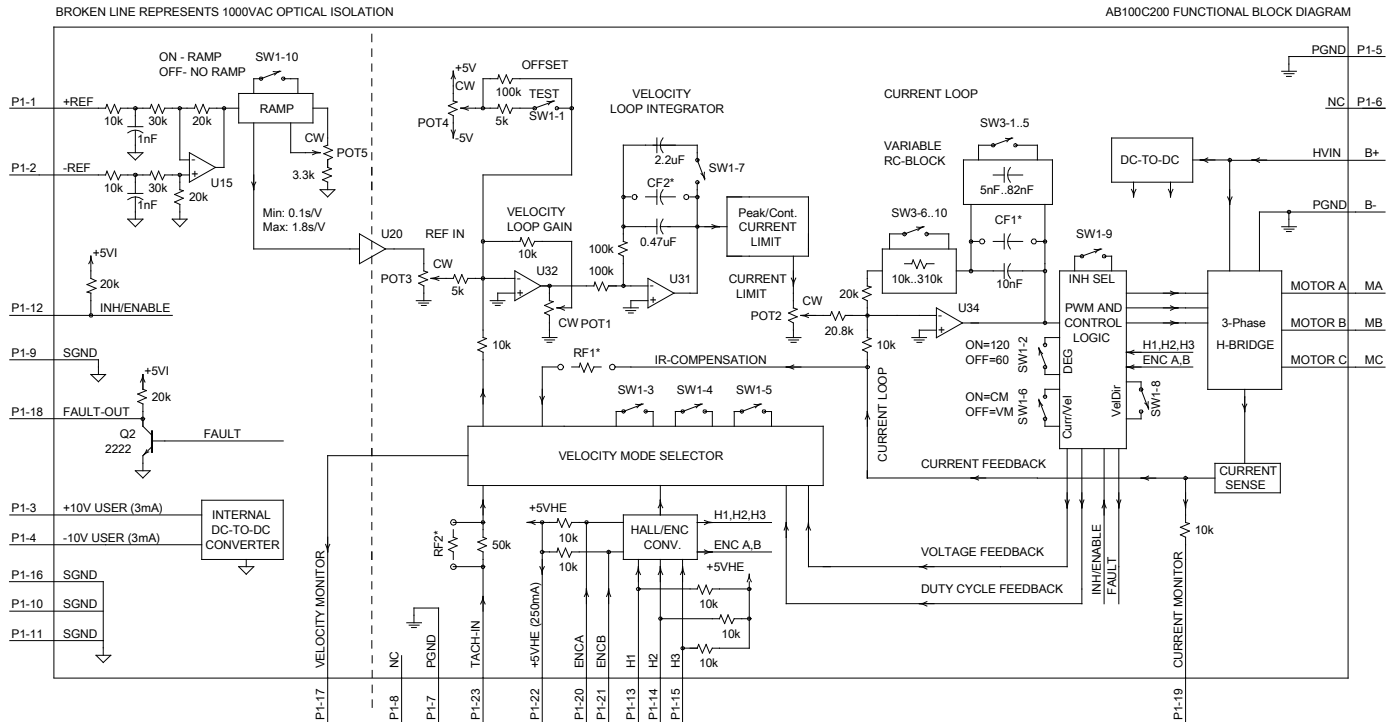 BROKEN LINE REPRESENTS 1000VAC OPTICAL ISOLATION
AB100C200 FUNCTIONAL BLOCK DIAGRAM
ON - RAMP
OFF- NO RAMP
SW1-10
RAMP
P1-1 +REF
10k
30k
20k
1nF
CW
POT5
3.3k
P1-2 -REF
10k
30k
1nF
20k
U15
Min: 0.1s/V
Max: 1.8s/V
+5VI
20k
P1-12 INH/ENABLE
P1-9 SGND
+5VI
20k
P1-18 FAULT-OUT
Q2
2222
FAULT
P1-3 +10V USER (3mA)
P1-4 -10V USER (3mA)
INTERNAL
DC-TO-DC
CONVERTER
P1-16 SGND
P1-10 SGND
P1-11 SGND
+5V
CW
POT4
-5V
OFFSET
100k
TEST
SW1-1
5k
U20
REF IN
CW
POT3
5k
VELOCITY
LOOP GAIN
10k
U32
CW POT1
10k
VELOCITY
LOOP INTEGRATOR
2.2uF
SW1-7
CF2*
0.47uF
100k
100k
U31
Peak/Cont.
CURRENT
LIMIT
CURRENT
LIMIT
CW
POT2
20.8k
CURRENT LOOP
SW3-1..5
VARIABLE
RC-BLOCK
5nF..82nF
SW3-6..10
10k..310k
CF1*
10nF
20k
U34
10k
RF1*
IR-COMPENSATION
SW1-3
SW1-4
SW1-5
VELOCITY MODE SELECTOR
CURRENT LOOP
SW1-9
INH SEL
PWM AND
CONTROL
LOGIC
ON=120
OFF=60
SW1-2
DEG
ON=CM
OFF=VM
SW1-6
Curr/Vel
VelDir
SW1-8
H1,H2,H3
ENC A,B
DC-TO-DC
PGND P1-5
NC P1-6
HVIN B+
PGND B-
3-Phase
H-BRIDGE
MOTOR A MA
MOTOR B MB
MOTOR C MC
CURRENT FEEDBACK
CURRENT
SENSE
10k
VOLTAGE FEEDBACK
DUTY CYCLE FEEDBACK
INH/ENABLE
FAULT
CURRENT MONITOR
P1-19
RF2*
50k
+5VHE
10k
10k
HALL/ENC
CONV.
H1,H2,H3
ENC A,B
+5VHE
10k
10k
10k
VELOCITY MONITOR
P1-17
NC
P1-8
PGND
P1-7
TACH-IN
P1-23
+5VHE (250mA)
P1-22
ENCA
P1-20
ENCB
P1-21
H1
P1-13
H2
P1-14
H3
P1-15